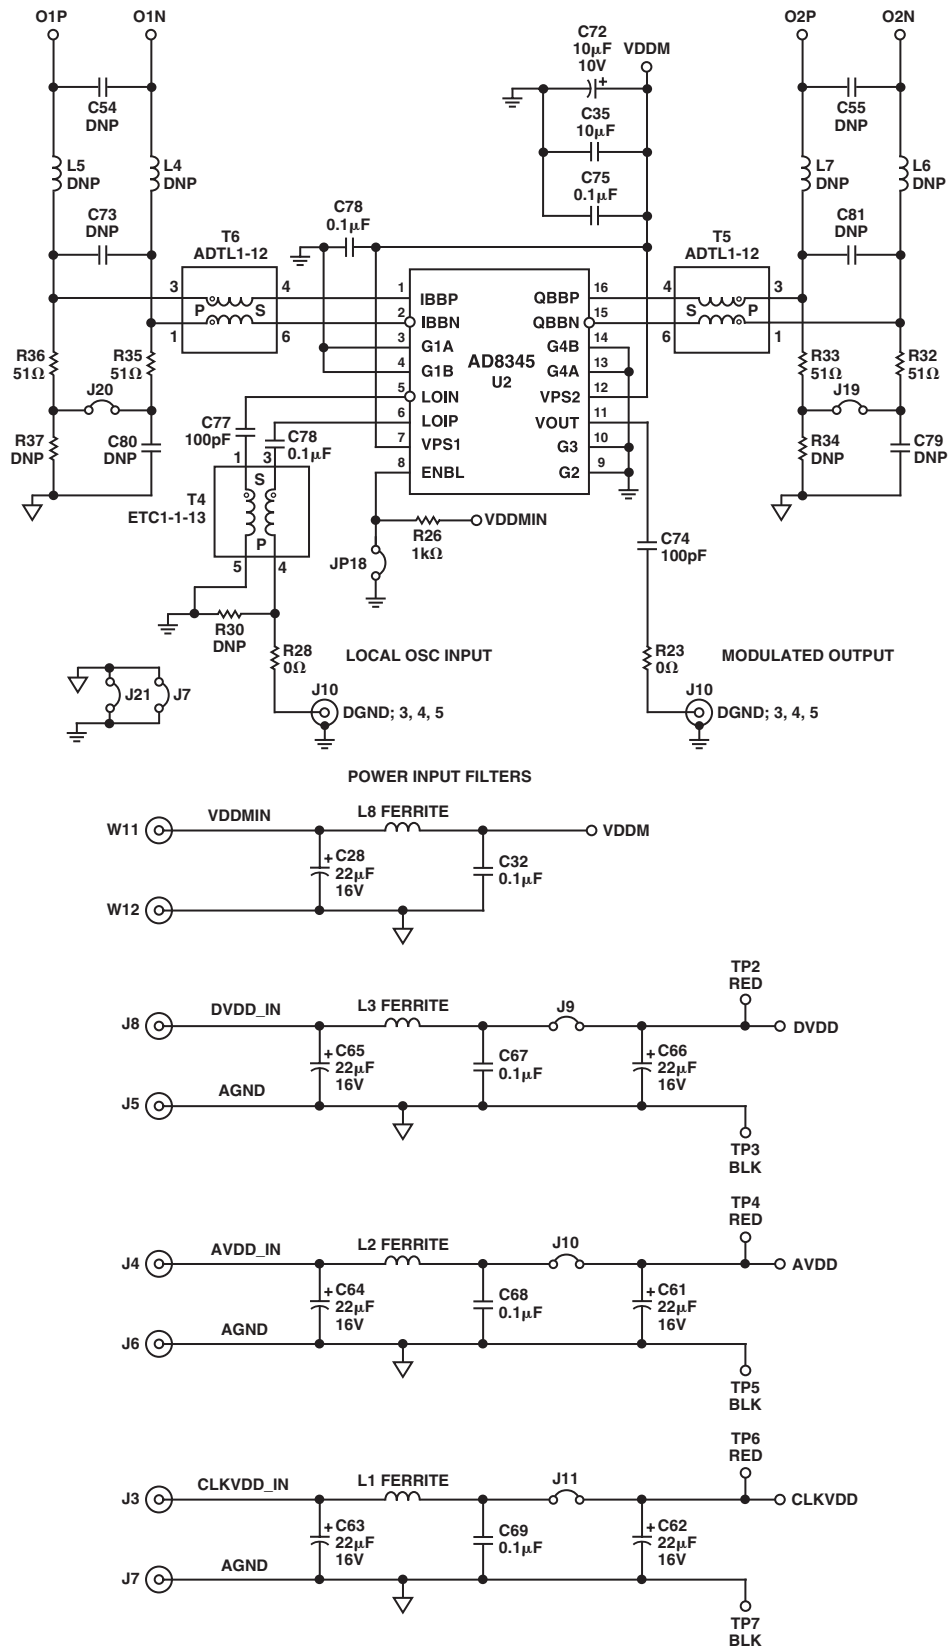 O1P
O1N
C54
DNP
L5
DNP
L4
DNP
C73
DNP
C72
10µF
10V
+
VDDM
C35
10µF
C75
0.1µF
C78
0.1µF
O2P
O2N
C55
DNP
L7
DNP
L6
DNP
C81
DNP
T6
ADTL1-12
3
4
P
S
1
6
T5
ADTL1-12
4
3
S
P
6
1
1
IBBP
2
IBBN
3
G1A
4
G1B
5
LOIN
6
LOIP
7
VPS1
8
ENBL
AD8345
U2
QBBP
16
QBBN
15
G4B
14
G4A
13
VPS2
12
VOUT
11
G3
10
G2
9
R36
51Ω
R35
51Ω
J20
R37
DNP
C80
DNP
C77
100pF
C78
0.1µF
1
3
S
T4
ETC1-1-13
P
5
4
R33
51Ω
R32
51Ω
J19
R34
DNP
C79
DNP
R26
1kΩ
VDDMIN
JP18
C74
100pF
R30
DNP
R28
0Ω
LOCAL OSC INPUT
J10
DGND; 3, 4, 5
R23
0Ω
MODULATED OUTPUT
J10
DGND; 3, 4, 5
J21
J7
POWER INPUT FILTERS
W11
VDDMIN
L8 FERRITE
VDDM
+
C28
22µF
16V
C32
0.1µF
W12
TP2
RED
J8
DVDD_IN
L3 FERRITE
J9
DVDD
+
C65
22µF
16V
C67
0.1µF
+
C66
22µF
16V
J5
AGND
TP3
BLK
TP4
RED
J4
AVDD_IN
L2 FERRITE
J10
AVDD
+
C64
22µF
16V
C68
0.1µF
+
C61
22µF
16V
J6
AGND
TP5
BLK
TP6
RED
J3
CLKVDD_IN
L1 FERRITE
J11
CLKVDD
+
C63
22µF
16V
C69
0.1µF
+
C62
22µF
16V
J7
AGND
TP7
BLK